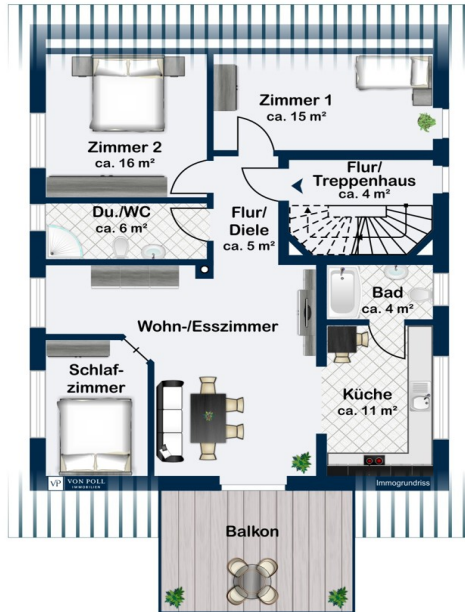 Zimmer 1
ca. 15 m²
Zimmer 2
ca. 16 m²
Flur/
Treppenhaus
ca. 4 m²
Du./WC
ca. 6 m²
Flur/
Diele
ca. 5 m²
Bad
ca. 4 m²
Wohn-/Esszimmer
Schlaf-
zimmer
Küche
ca. 11 m²
VP VON POLL
IMMOBILIEN
Immogrundriss
Balkon